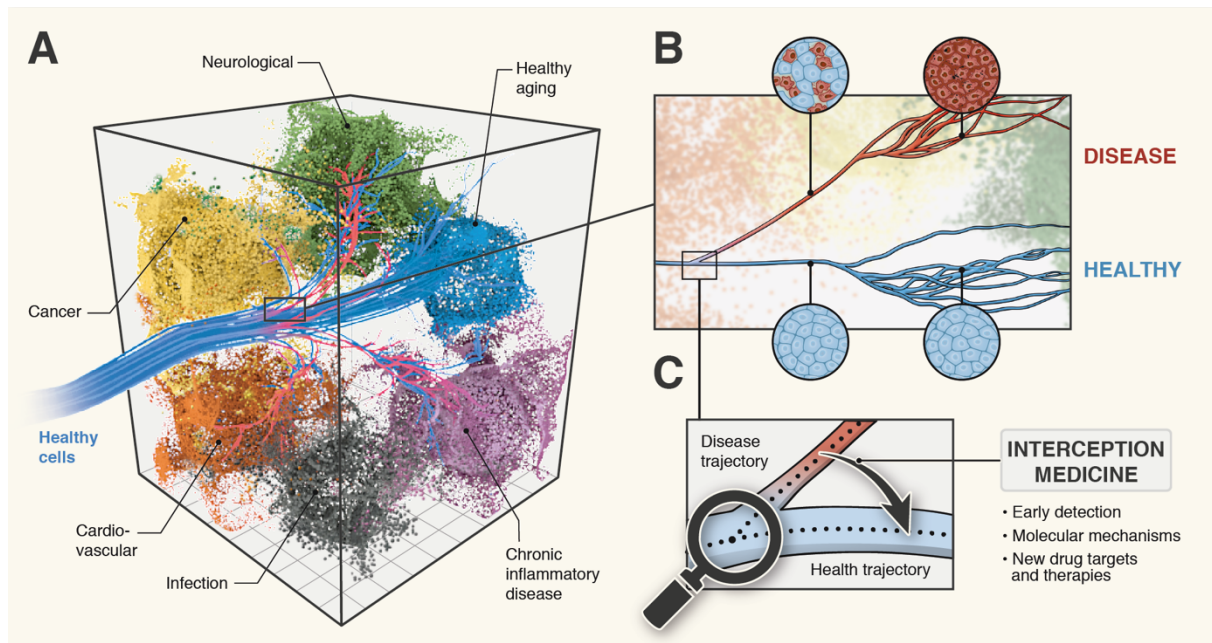 A
Neurological
Healthy
aging
Cancer
Healthy
cells
Cardio-
vascular
Infection
Chronic
inflammatory
disease
B
DISEASE
HEALTHY
C
Disease
trajectory
Health trajectory
INTERCEPTION
MEDICINE
• Early detection
• Molecular mechanisms
• New drug targets
and therapies